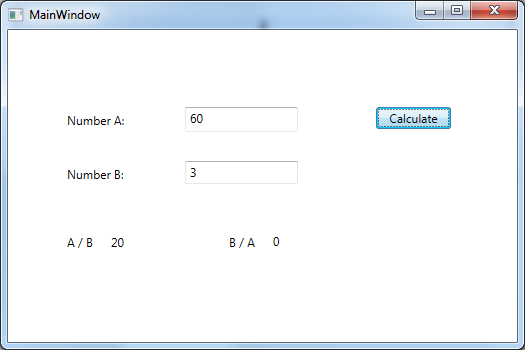 MainWindow
Number A: 60 Calculate
Number B: 3
A / B 20 B / A 0